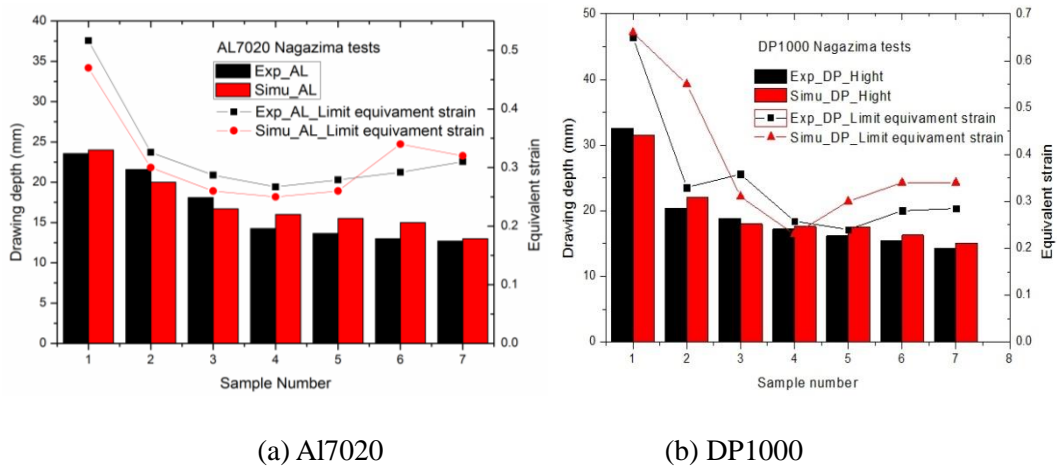 AL7020 Nagazima tests
Exp_AL
Simu_AL
Exp_AL_Limit equivament strain
Simu_AL_Limit equivament strain
Drawing depth (mm)
40
35
30
25
20
15
10
5
0
0.5
0.4
0.3
0.2
0.1
0.0
Equivalent strain
1 2 3 4 5 6 7
Sample Number
(a) Al7020
DP1000 Nagazima tests
Exp_DP_Hight
Simu_DP_Hight
Exp_DP_Limit equivament strain
Simu_DP_Limit equivament strain
Drawing depth (mm)
50
40
30
20
10
0
0.7
0.6
0.5
0.4
0.3
0.2
0.1
0.0
Equivalent strain
1 2 3 4 5 6 7 8
Sample number
(b) DP1000